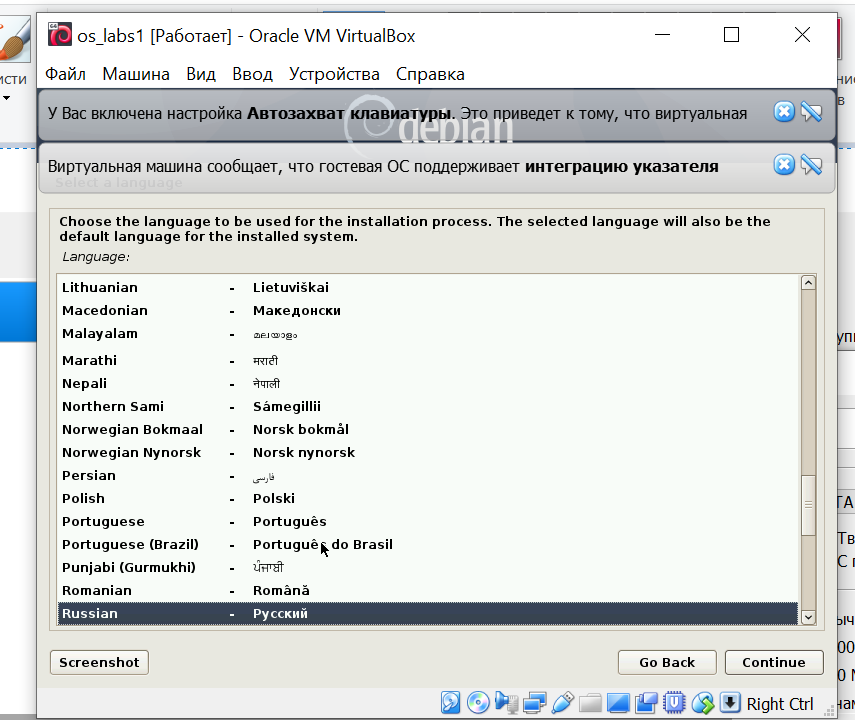 os_labs1 [Работает] - Oracle VM VirtualBox
Файл Машина Вид Ввод Устройства Справка
debian
У Вас включена настройка Автозахват клавиатуры. Это приведет к тому, что виртуальная
Виртуальная машина сообщает, что гостевая ОС поддерживает интеграцию указателя
Select a language
Choose the language to be used for the installation process. The selected language will also be the
default language for the installed system.
Language:
Lithuanian - Lietuviškai
Macedonian - Македонски
Malayalam - മലയാളം
Marathi - मराठी
Nepali - नेपाली
Northern Sami - Sámegillii
Norwegian Bokmaal - Norsk bokmål
Norwegian Nynorsk - Norsk nynorsk
Persian - فارسی
Polish - Polski
Portuguese - Português
Portuguese (Brazil) - Português do Brasil
Punjabi (Gurmukhi) - ਪੰਜਾਬੀ
Romanian - Română
Russian - Русский
Screenshot Go Back Continue
Right Ctrl